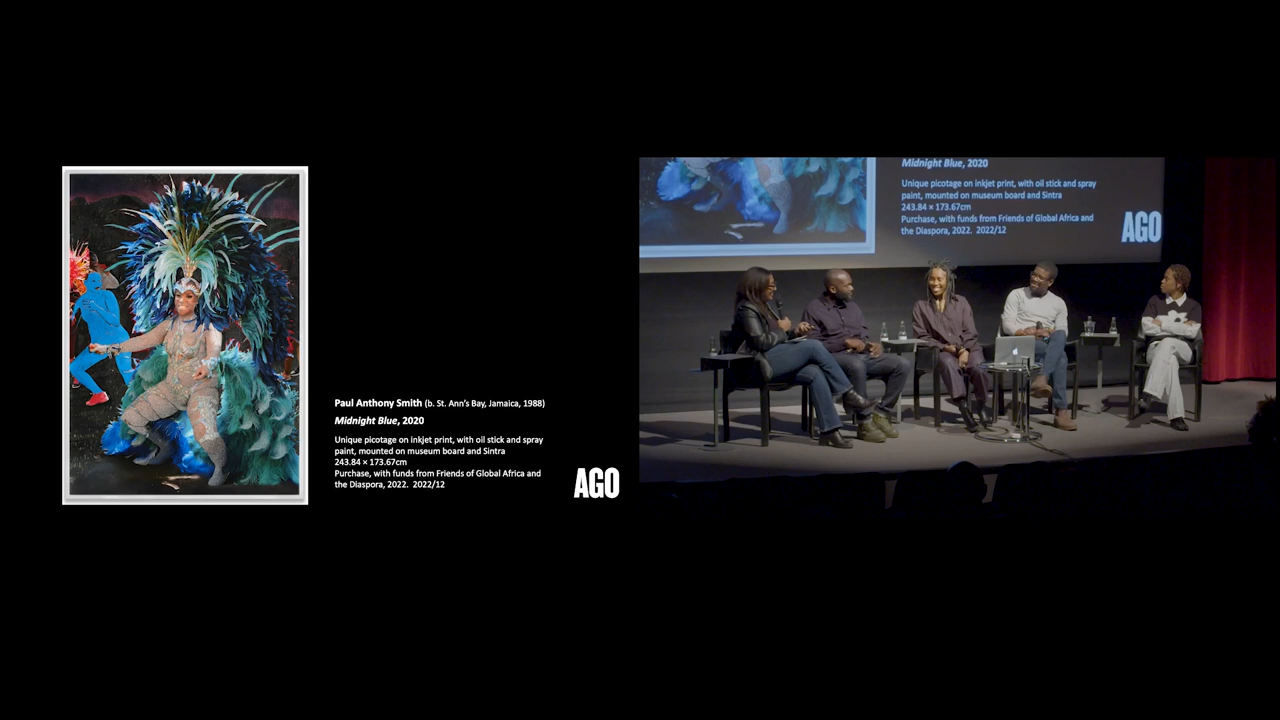 Paul Anthony Smith (b. St. Ann's Bay, Jamaica, 1988)
Midnight Blue, 2020
Unique picotage on inkjet print, with oil stick and spray
paint, mounted on museum board and Sintra
243.84 × 173.67cm
Purchase, with funds from Friends of Global Africa and
the Diaspora, 2022. 2022/12
AGO
Midnight Blue, 2020
Unique picotage on inkjet print, with oil stick and spray
paint, mounted on museum board and Sintra
243.84 × 173.67cm
Purchase, with funds from Friends of Global Africa and
the Diaspora, 2022. 2022/12
AGO